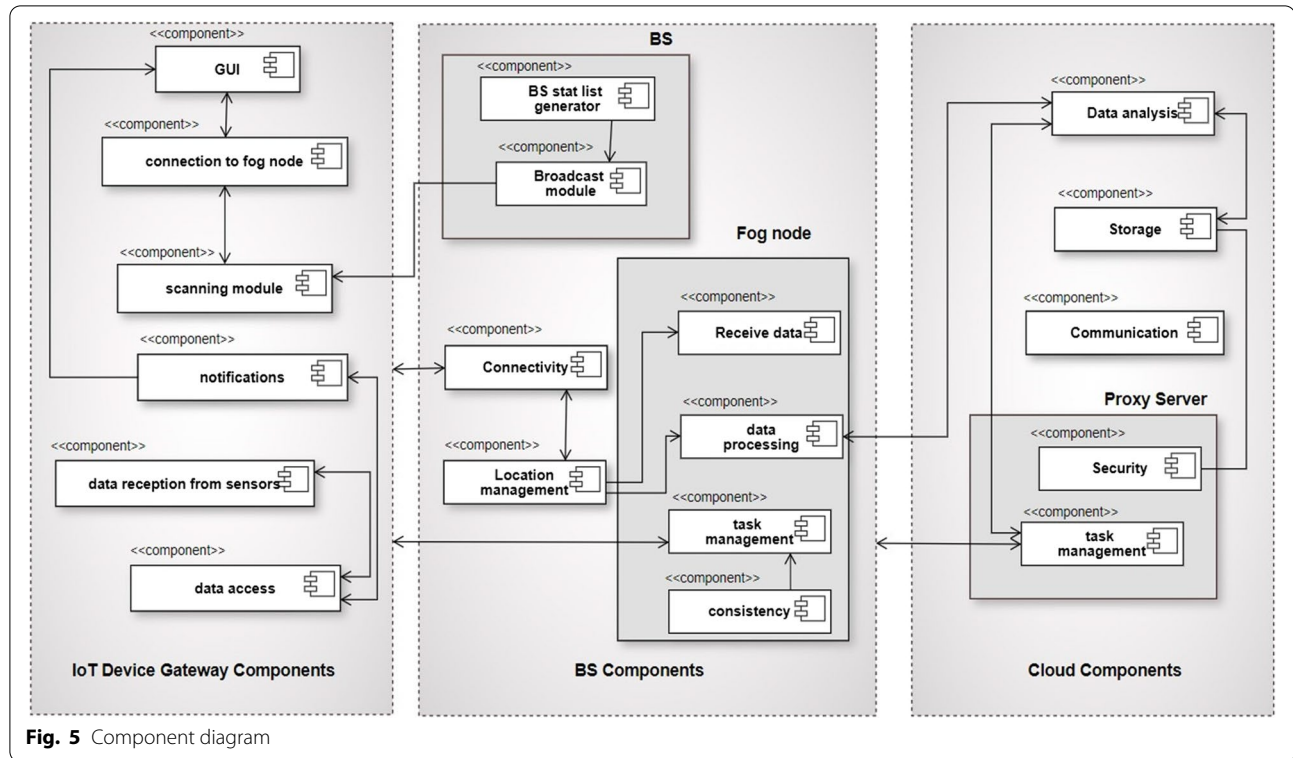 <<component>>
GUI
<<component>>
connection to fog node
<<component>>
scanning module
<<component>>
notifications
<<component>>
data reception from sensors
<<component>>
data access
IoT Device Gateway Components
BS
<<component>>
BS stat list
generator
<<component>>
Broadcast
module
Fog node
<<component>>
Receive data
<<component>>
Connectivity
<<component>>
data
processing
<<component>>
Location
management
<<component>>
task
management
<<component>>
consistency
BS Components
<<component>>
Data analysis
<<component>>
Storage
<<component>>
Communication
Proxy Server
<<component>>
Security
<<component>>
task
management
Cloud Components
Fig. 5 Component diagram